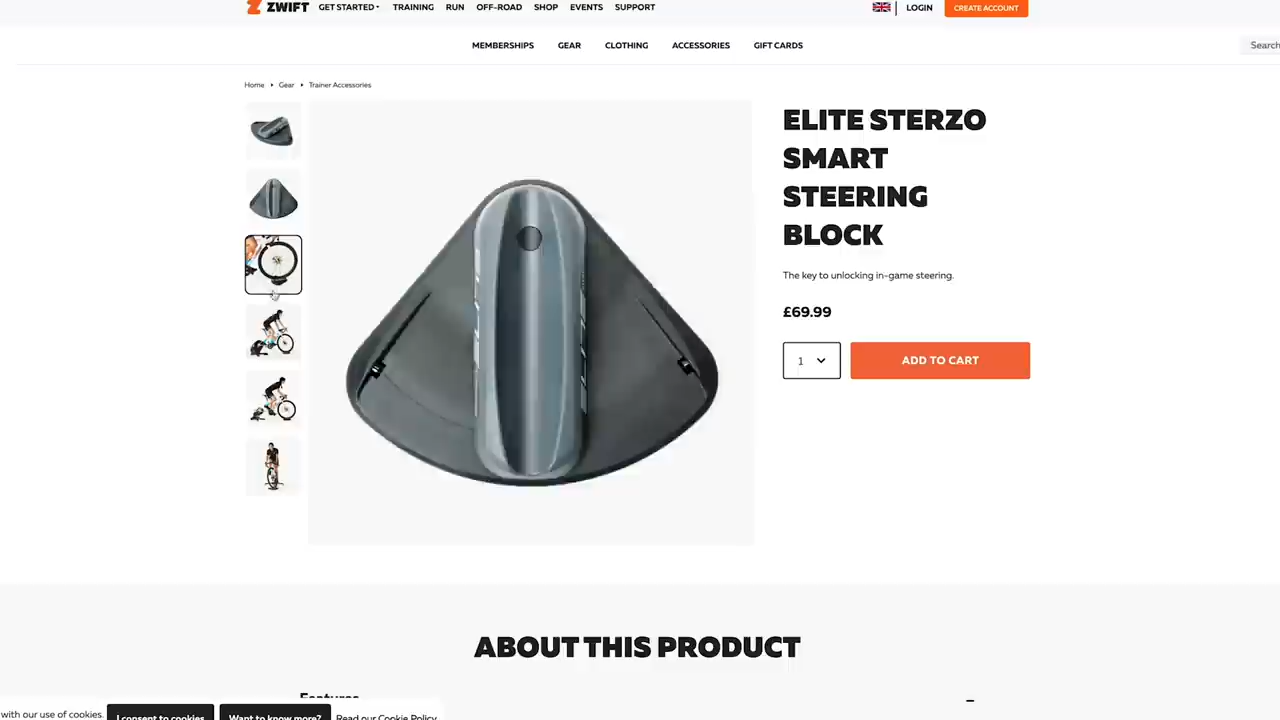 ZWIFT GET STARTED TRAINING RUN OFF-ROAD SHOP EVENTS SUPPORT LOGIN CREATE ACCOUNT
MEMBERSHIPS GEAR CLOTHING ACCESSORIES GIFT CARDS Search
Home Gear Trainer Accessories
ELITE STERZO
SMART
STEERING
BLOCK
The key to unlocking in-game steering.
£69.99
1 ADD TO CART
ABOUT THIS PRODUCT
Features
with our use of cookies. I consent to cookies Want to know more? Read our Cookie Policy